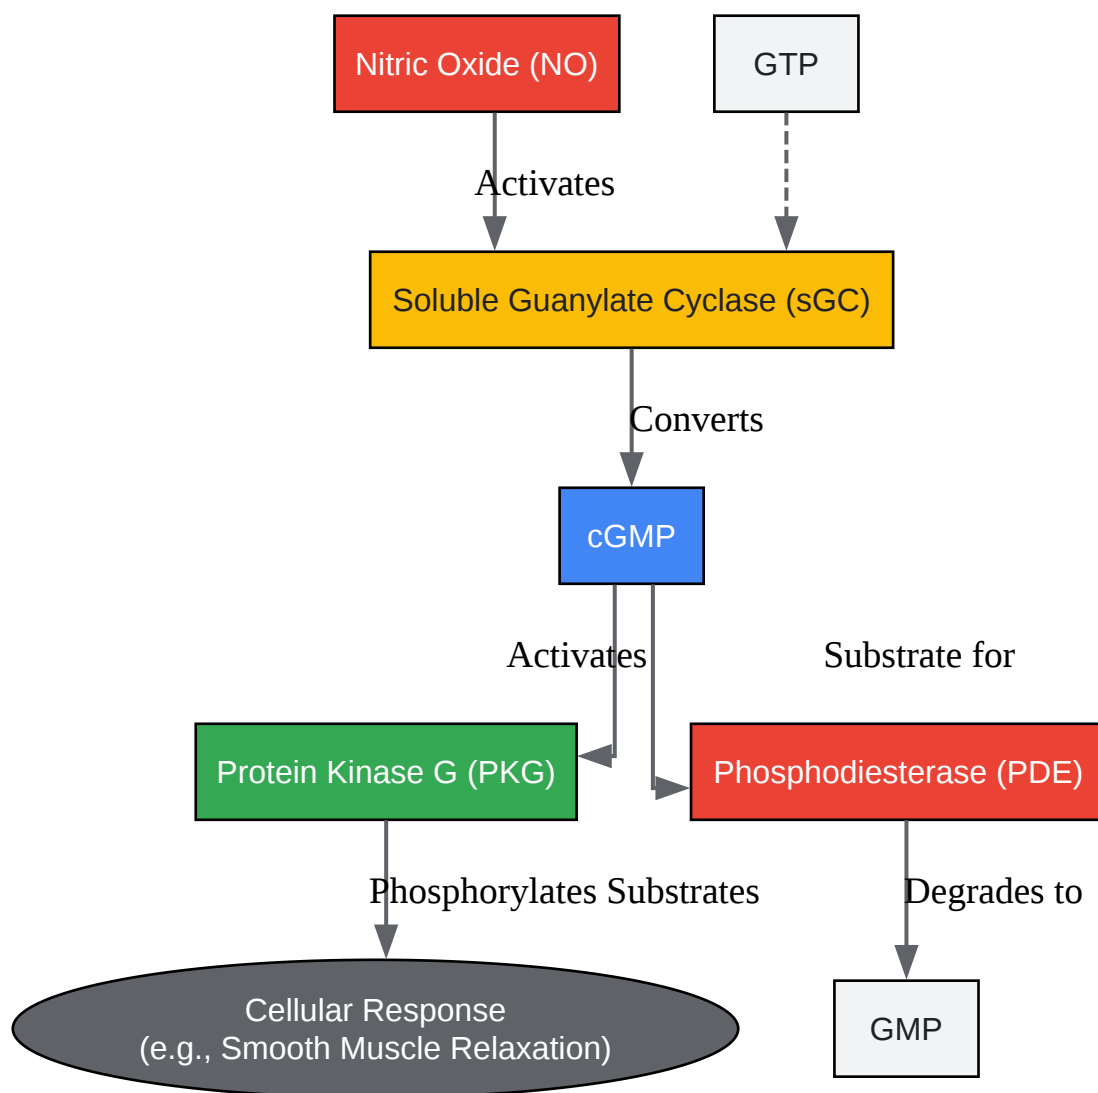 Nitric Oxide (NO)
GTP
Activates
Soluble Guanylate Cyclase (sGC)
Converts
cGMP
Activates
Substrate for
Protein Kinase G (PKG)
Phosphodiesterase (PDE)
Phosphorylates Substrates
Degrades to
Cellular Response
(e.g., Smooth Muscle Relaxation)
GMP